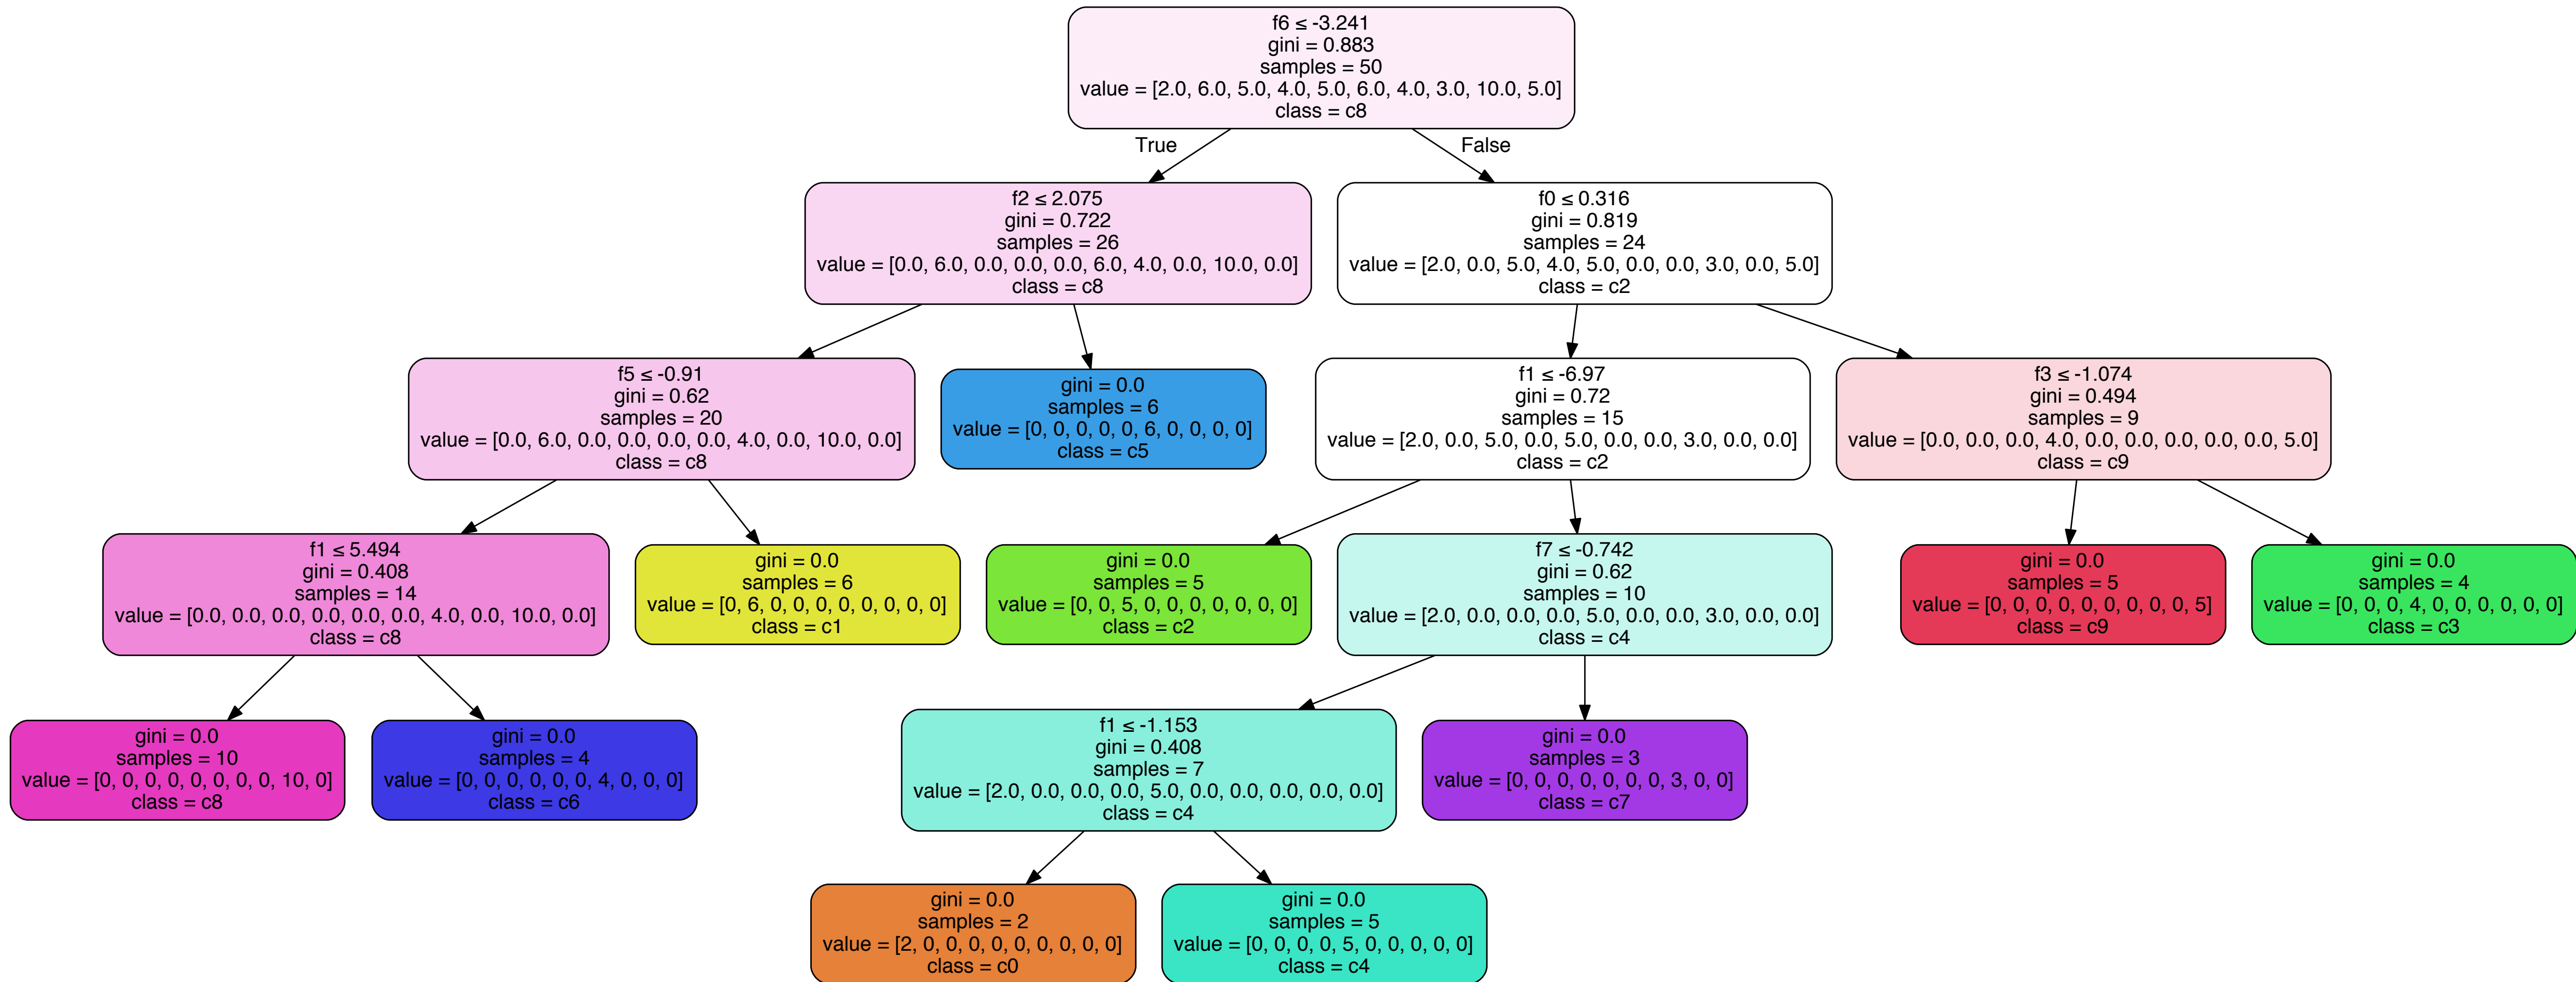 f6 ≤ -3.241
gini = 0.883
samples = 50
value = [2.0, 6.0, 5.0, 4.0, 5.0, 6.0, 4.0, 3.0, 10.0, 5.0]
class = c8
True
False
f2 ≤ 2.075
gini = 0.722
samples = 26
value = [0.0, 6.0, 0.0, 0.0, 0.0, 6.0, 4.0, 0.0, 10.0, 0.0]
class = c8
f0 ≤ 0.316
gini = 0.819
samples = 24
value = [2.0, 0.0, 5.0, 4.0, 5.0, 0.0, 0.0, 3.0, 0.0, 5.0]
class = c2
f5 ≤ -0.91
gini = 0.62
samples = 20
value = [0.0, 6.0, 0.0, 0.0, 0.0, 0.0, 4.0, 0.0, 10.0, 0.0]
class = c8
gini = 0.0
samples = 6
value = [0, 0, 0, 0, 0, 6, 0, 0, 0, 0]
class = c5
f1 ≤ -6.97
gini = 0.72
samples = 15
value = [2.0, 0.0, 5.0, 0.0, 5.0, 0.0, 0.0, 3.0, 0.0, 0.0]
class = c2
f3 ≤ -1.074
gini = 0.494
samples = 9
value = [0.0, 0.0, 0.0, 4.0, 0.0, 0.0, 0.0, 0.0, 0.0, 5.0]
class = c9
f1 ≤ 5.494
gini = 0.408
samples = 14
value = [0.0, 0.0, 0.0, 0.0, 0.0, 0.0, 4.0, 0.0, 10.0, 0.0]
class = c8
gini = 0.0
samples = 6
value = [0, 6, 0, 0, 0, 0, 0, 0, 0, 0]
class = c1
gini = 0.0
samples = 5
value = [0, 0, 5, 0, 0, 0, 0, 0, 0, 0]
class = c2
f7 ≤ -0.742
gini = 0.62
samples = 10
value = [2.0, 0.0, 0.0, 0.0, 5.0, 0.0, 0.0, 3.0, 0.0, 0.0]
class = c4
gini = 0.0
samples = 5
value = [0, 0, 0, 0, 0, 0, 0, 0, 0, 5]
class = c9
gini = 0.0
samples = 4
value = [0, 0, 0, 4, 0, 0, 0, 0, 0, 0]
class = c3
gini = 0.0
samples = 10
value = [0, 0, 0, 0, 0, 0, 0, 0, 10, 0]
class = c8
gini = 0.0
samples = 4
value = [0, 0, 0, 0, 0, 0, 4, 0, 0, 0]
class = c6
f1 ≤ -1.153
gini = 0.408
samples = 7
value = [2.0, 0.0, 0.0, 0.0, 5.0, 0.0, 0.0, 0.0, 0.0, 0.0]
class = c4
gini = 0.0
samples = 3
value = [0, 0, 0, 0, 0, 0, 0, 3, 0, 0]
class = c7
gini = 0.0
samples = 2
value = [2, 0, 0, 0, 0, 0, 0, 0, 0, 0]
class = c0
gini = 0.0
samples = 5
value = [0, 0, 0, 0, 5, 0, 0, 0, 0, 0]
class = c4